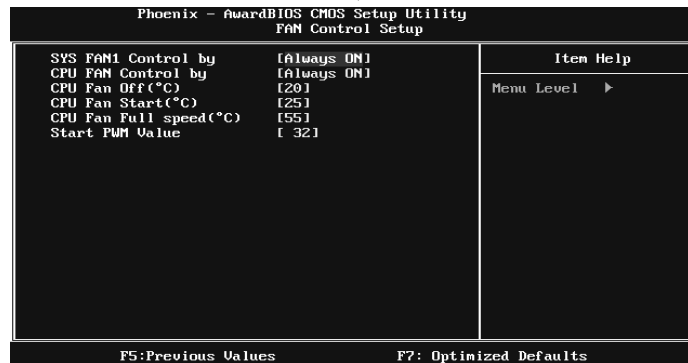 Phoenix - AwardBIOS CMOS Setup Utility
FAN Control Setup
SYS FAN1 Control by [Always ON]
CPU FAN Control by [Always ON]
CPU Fan Off(°C) [20]
CPU Fan Start(°C) [25]
CPU Fan Full speed(°C) [55]
Start PWM Value [ 32]
Item Help
Menu Level ▶
F5:Previous Values F7: Optimized Defaults